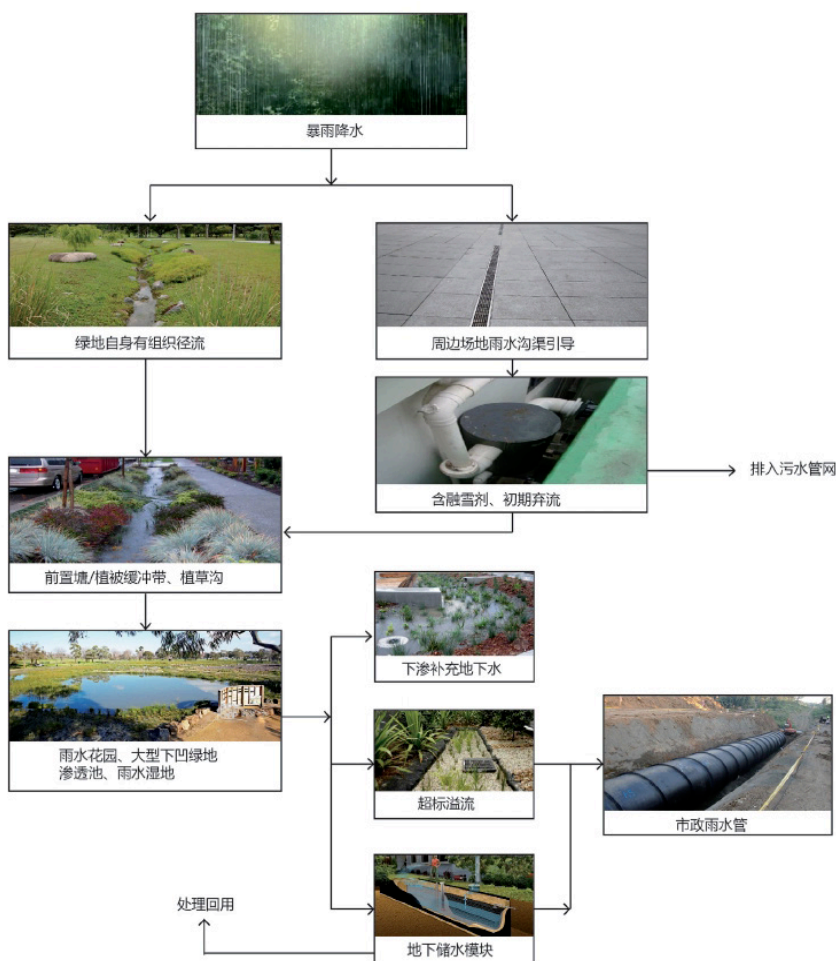 暴雨降水
绿地自身有组织径流
周边场地雨水沟渠引导
含融雪剂、初期弃流
排入污水管网
前置塘/植被缓冲带、植草沟
下渗补充地下水
雨水花园、大型下凹绿地
渗透池、雨水湿地
超标溢流
市政雨水管
处理回用
地下储水模块